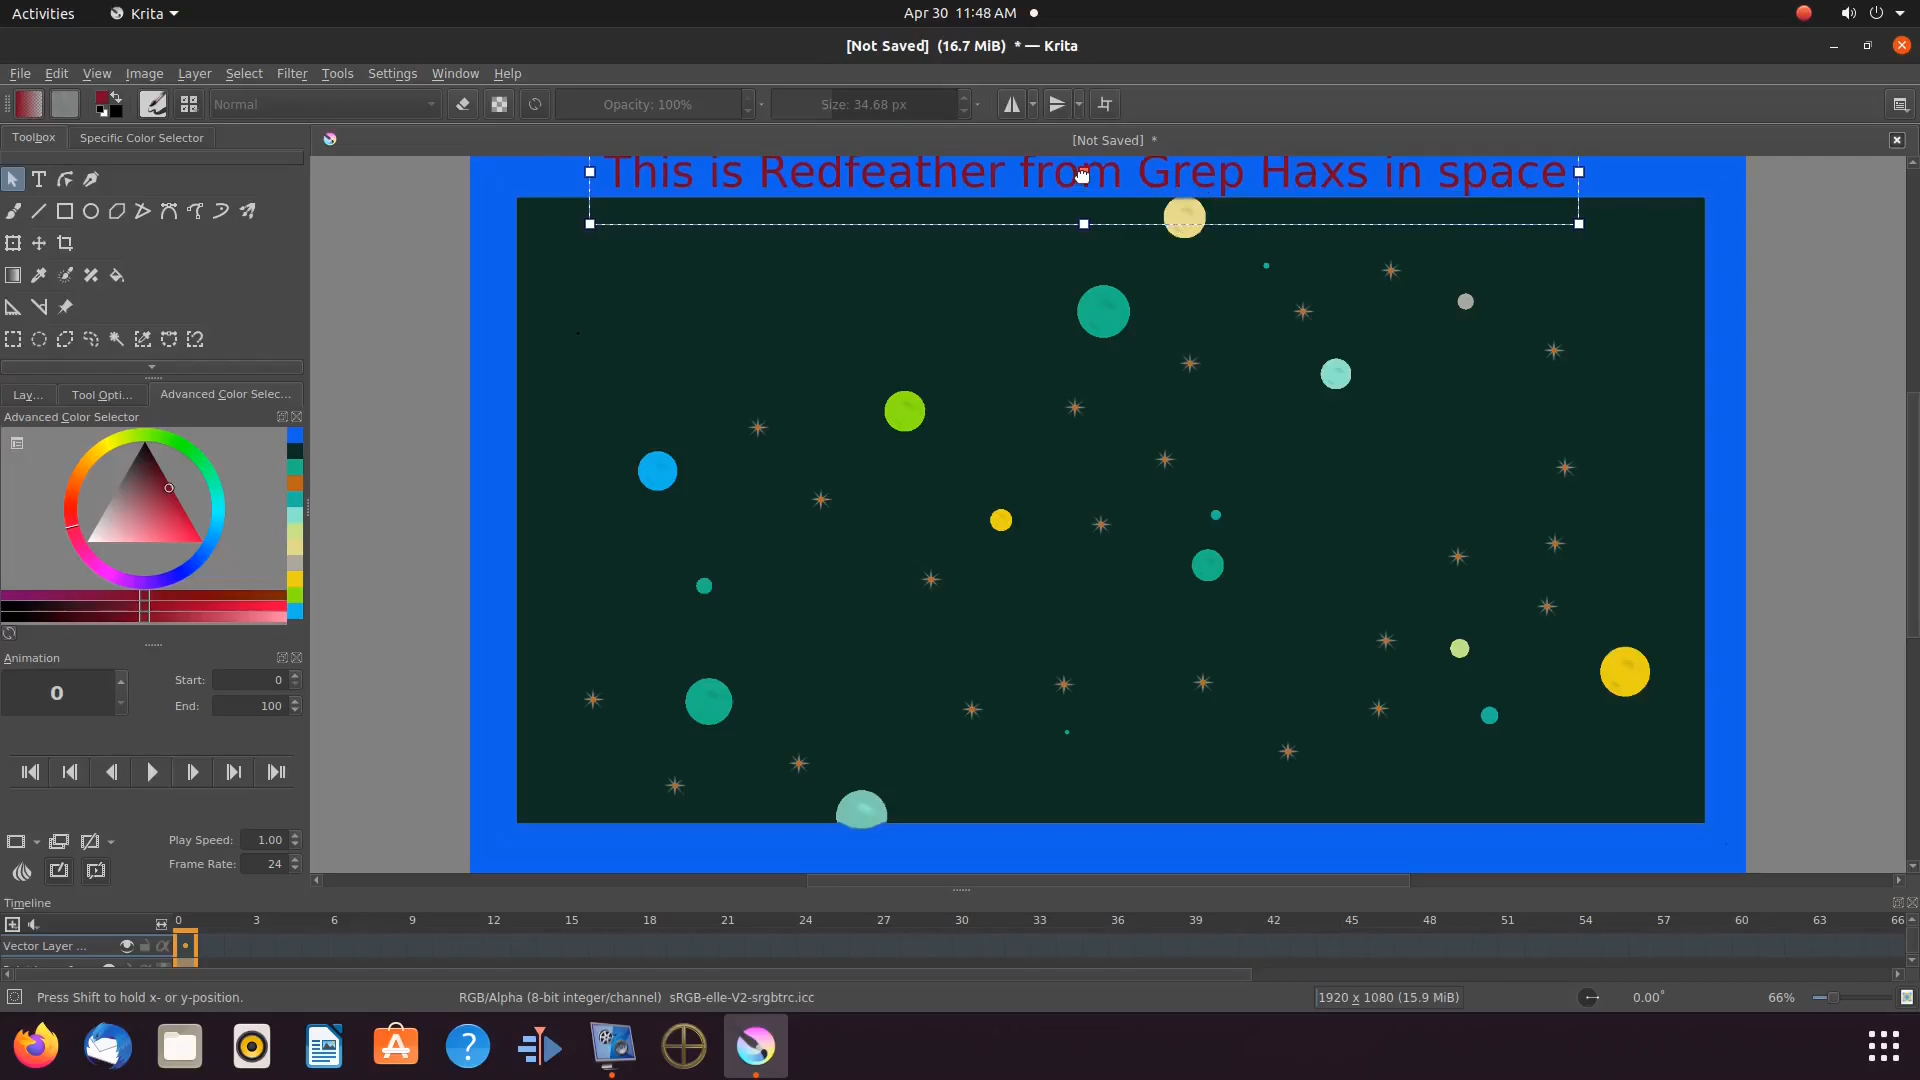 Activities
Krita
Apr 30 11:48 AM
[Not Saved] (16.7 MiB) * — Krita
File Edit View Image Layer Select Filter Tools Settings Window Help
Normal
Opacity: 100%
Size: 34.68 px
Toolbox
Specific Color Selector
[Not Saved] *
This is Redfeather from Grep Haxs in space
Lay...
Tool Opti...
Advanced Color Selec...
Advanced Color Selector
Animation
0
Start: 0
End: 100
Play Speed: 1.00
Frame Rate: 24
Timeline
0 3 6 9 12 15 18 21 24 27 30 33 36 39 42 45 48 51 54 57 60 63 66
Vector Layer ...
Press Shift to hold x- or y-position.
RGB/Alpha (8-bit integer/channel) sRGB-elle-V2-srgbtrc.icc
1920 x 1080 (15.9 MiB)
0.00°
66%